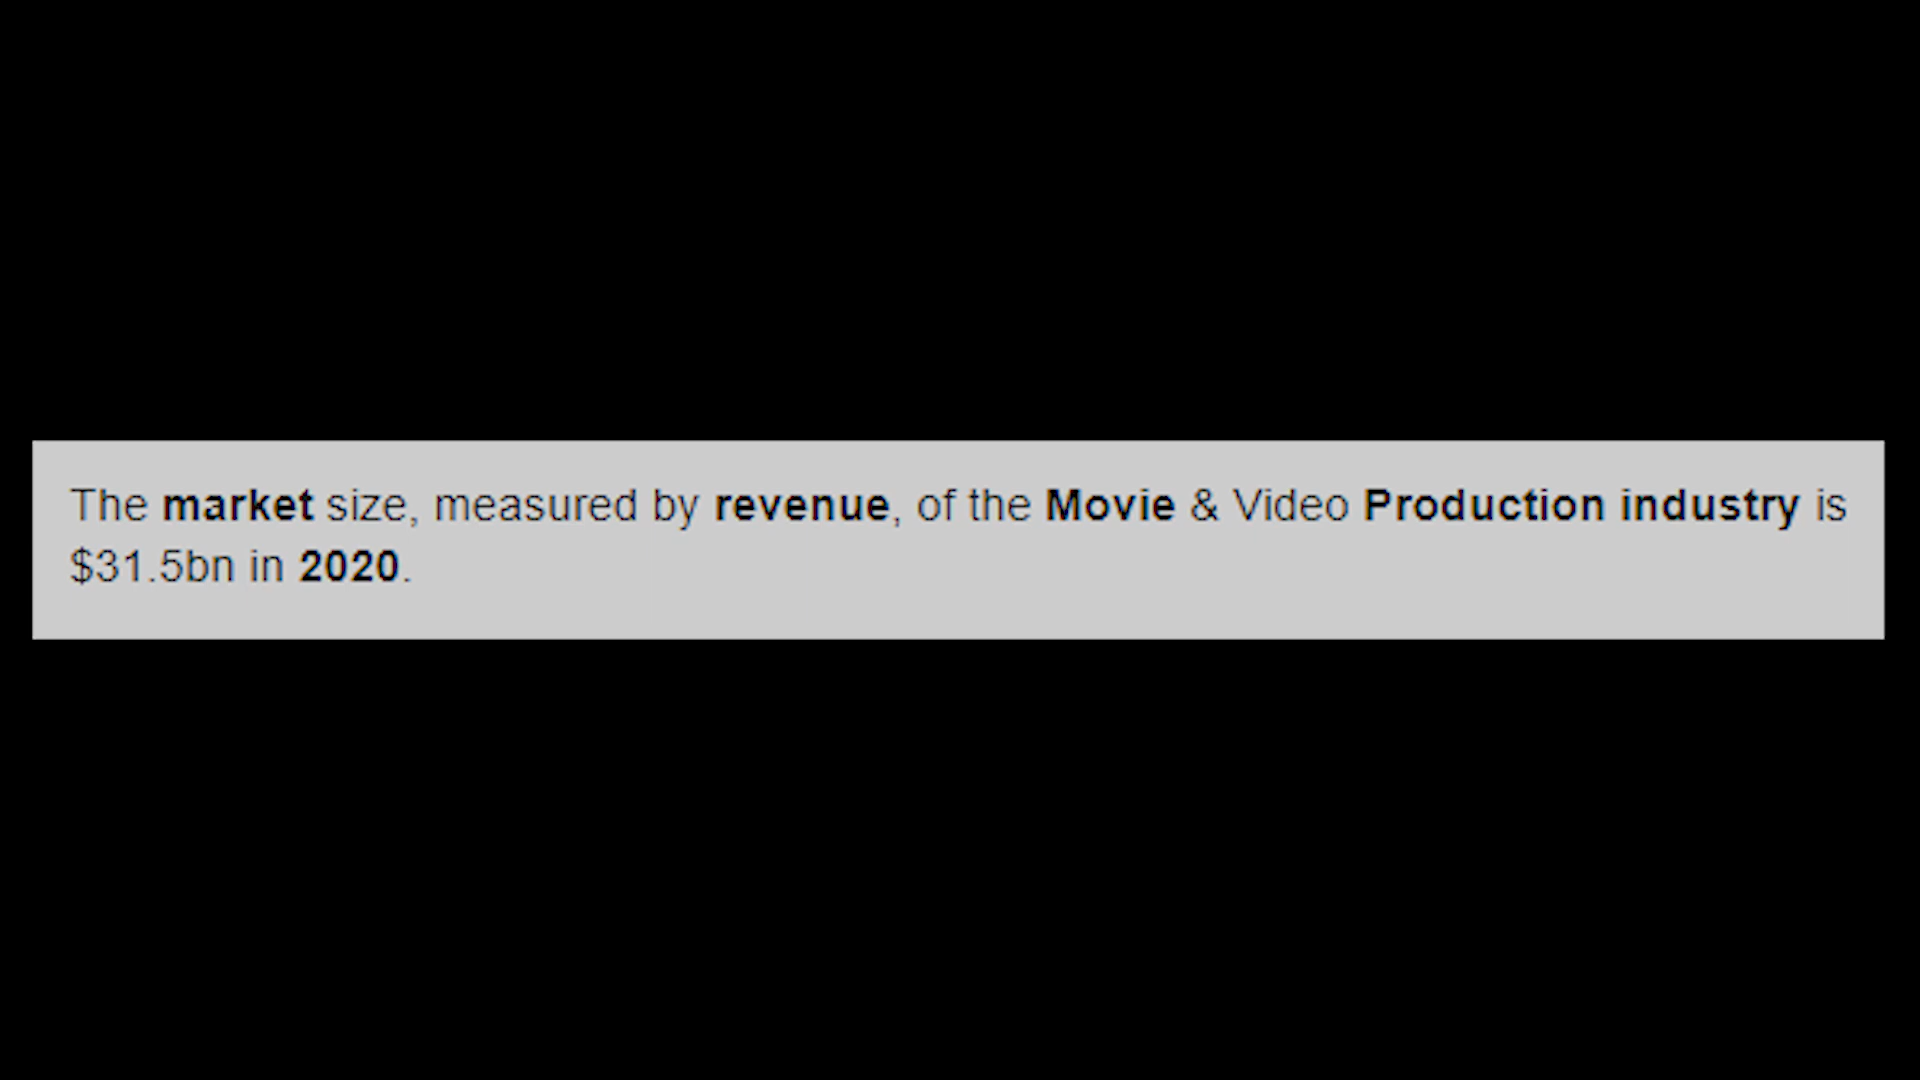 The market size, measured by revenue, of the Movie & Video Production industry is
$31.5bn in 2020.